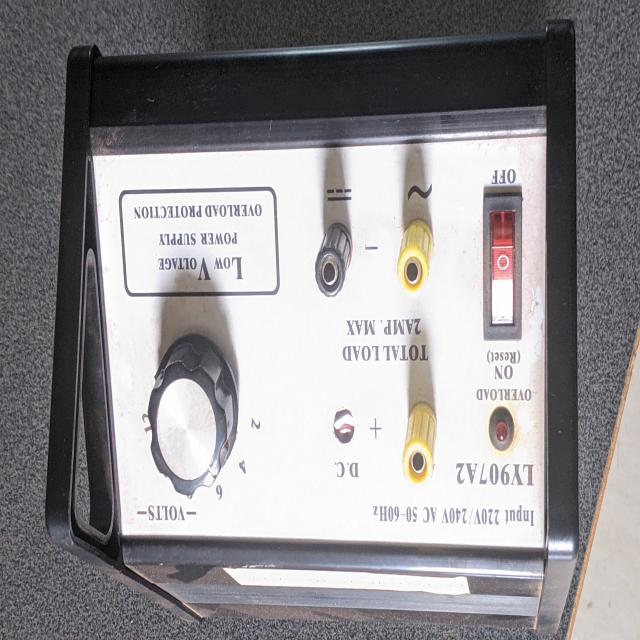 Input 220V/240V AC 50-60Hz
LY907A2
OVERLOAD
ON
(Reset)
OFF
D.C.
+
−
TOTAL LOAD
2AMP. MAX
~
−VOLTS−
6
4
2
LOW VOLTAGE
POWER SUPPLY
OVERLOAD PROTECTION